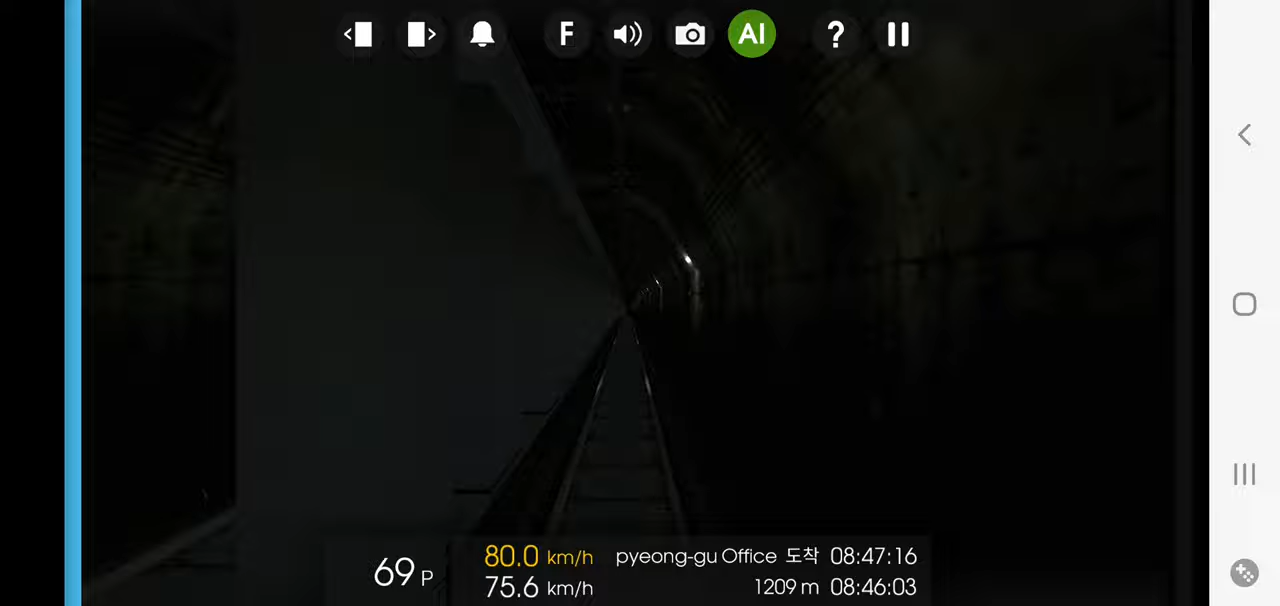 F AI ?
69 P
80.0 km/h pyeong-gu Office 도착 08:47:16
75.6 km/h 1209 m 08:46:03